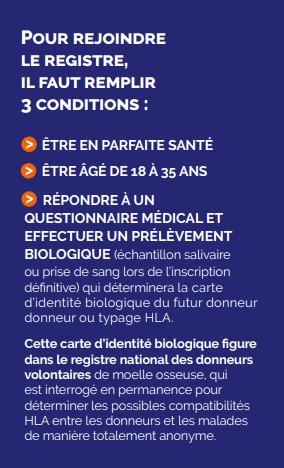 POUR REJOINDRE
LE REGISTRE,
IL FAUT REMPLIR
3 CONDITIONS :
> ÊTRE EN PARFAITE SANTÉ
> ÊTRE ÂGÉ DE 18 À 35 ANS
> RÉPONDRE À UN
QUESTIONNAIRE MÉDICAL ET
EFFECTUER UN PRÉLÈVEMENT
BIOLOGIQUE (échantillon salivaire
ou prise de sang lors de l'inscription
définitive) qui déterminera la carte
d'identité biologique du futur donneur
donneur ou typage HLA.
Cette carte d'identité biologique figure
dans le registre national des donneurs
volontaires de moelle osseuse, qui
est interrogé en permanence pour
déterminer les possibles compatibilités
HLA entre les donneurs et les malades
de manière totalement anonyme.